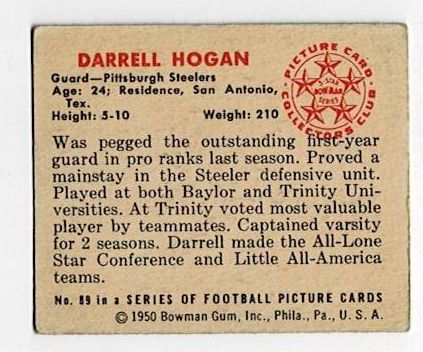 DARRELL HOGAN
Guard—Pittsburgh Steelers
Age: 24; Residence, San Antonio,
Tex.
Height: 5-10 Weight: 210
PICTURE CARD
5-STAR
BOWMAN
SERIES
COLLECTORS CLUB
Was pegged the outstanding first-year
guard in pro ranks last season. Proved a
mainstay in the Steeler defensive unit.
Played at both Baylor and Trinity Uni-
versities. At Trinity voted most valuable
player by teammates. Captained varsity
for 2 seasons. Darrell made the All-Lone
Star Conference and Little All-America
teams.
No. 89 in a SERIES OF FOOTBALL PICTURE CARDS
©1950 Bowman Gum, Inc., Phila., Pa., U. S. A.